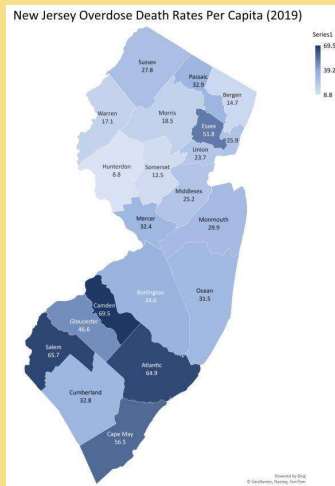 New Jersey Overdose Death Rates Per Capita (2019)
Series1
69.5
39.2
8.8
Sussex
27.8
Passaic
32.9
Bergen
14.7
Warren
17.1
Morris
18.5
Essex
51.8
25.9
Union
23.7
Hunterdon
8.8
Somerset
12.5
Middlesex
25.2
Mercer
32.4
Monmouth
29.9
Ocean
31.5
Burlington
34.6
Camden
69.5
Gloucester
46.6
Salem
65.7
Atlantic
64.9
Cumberland
32.8
Cape May
56.5
Powered by Bing
© GeoNames, TomTom